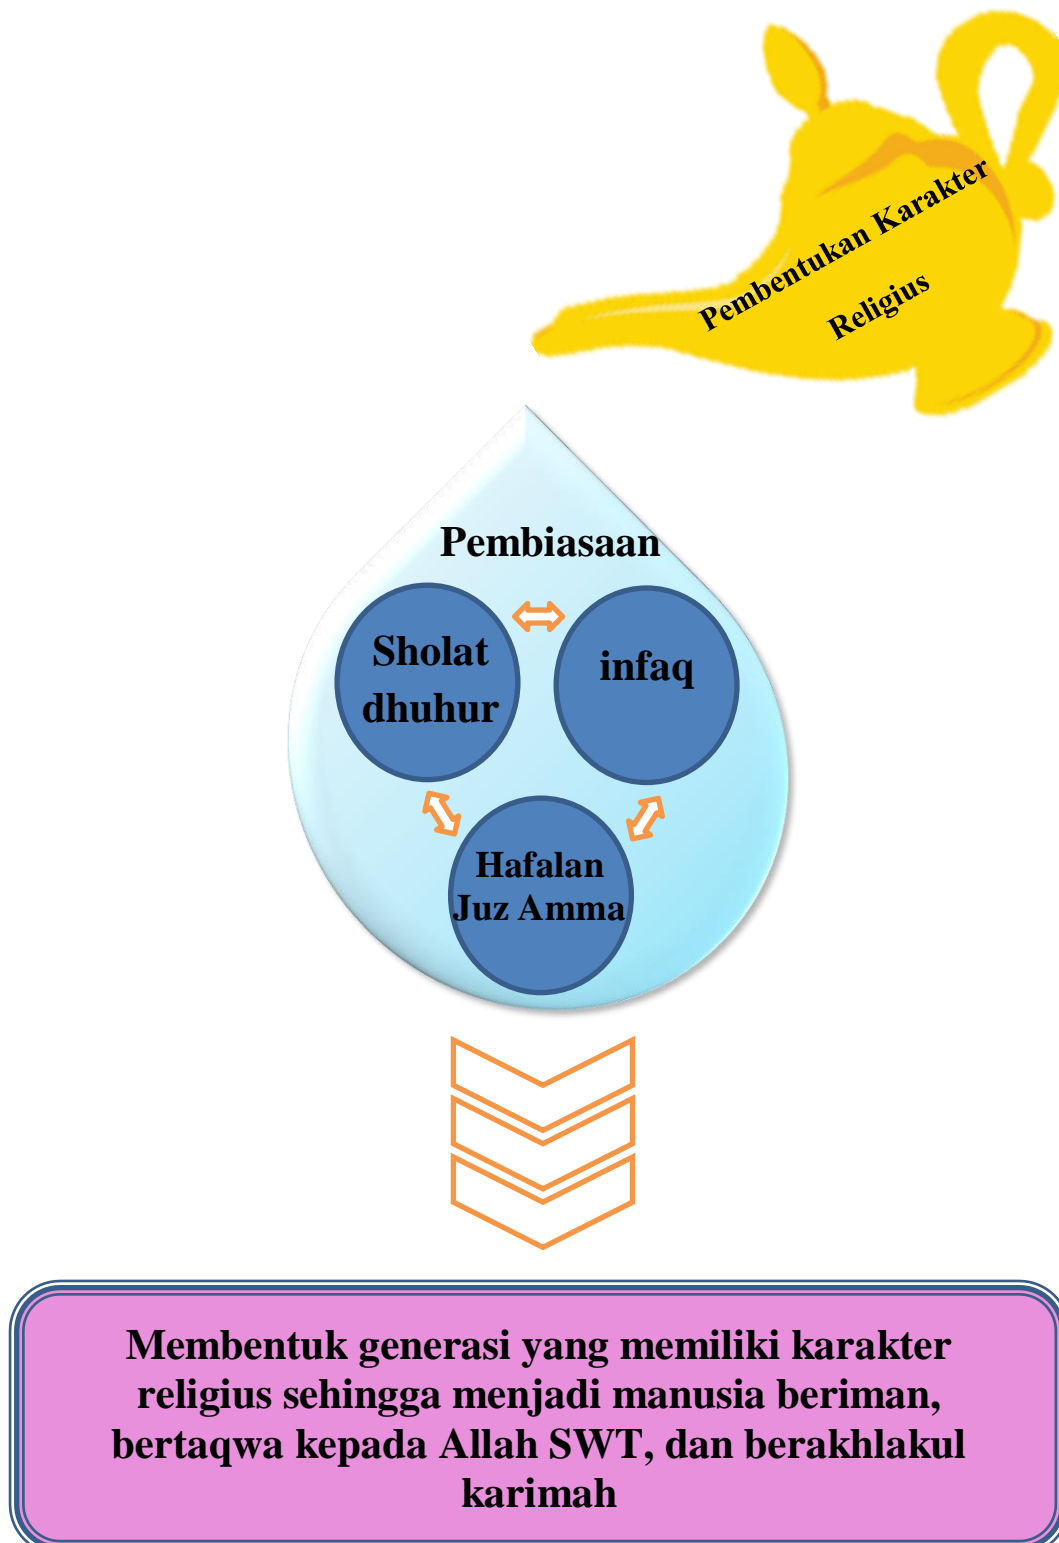 Pembentukan Karakter
Religius
Pembiasaan
Sholat
dhuhur
infaq
Hafalan
Juz Amma
Membentuk generasi yang memiliki karakter
religius sehingga menjadi manusia beriman,
bertaqwa kepada Allah SWT, dan berakhlakul
karimah